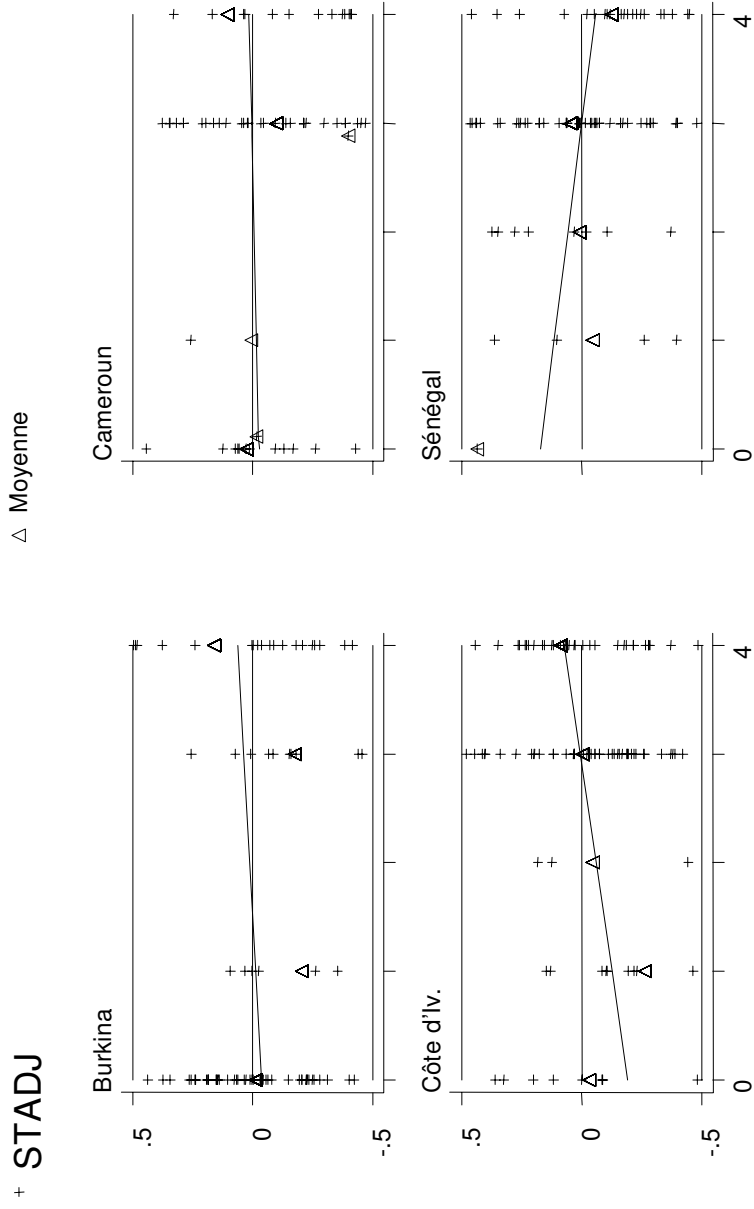 + STADJ
△ Moyenne
Burkina
Cameroun
.5
0
-.5
Côte d'Iv.
Sénégal
.5
0
-.5
0
4
0
4